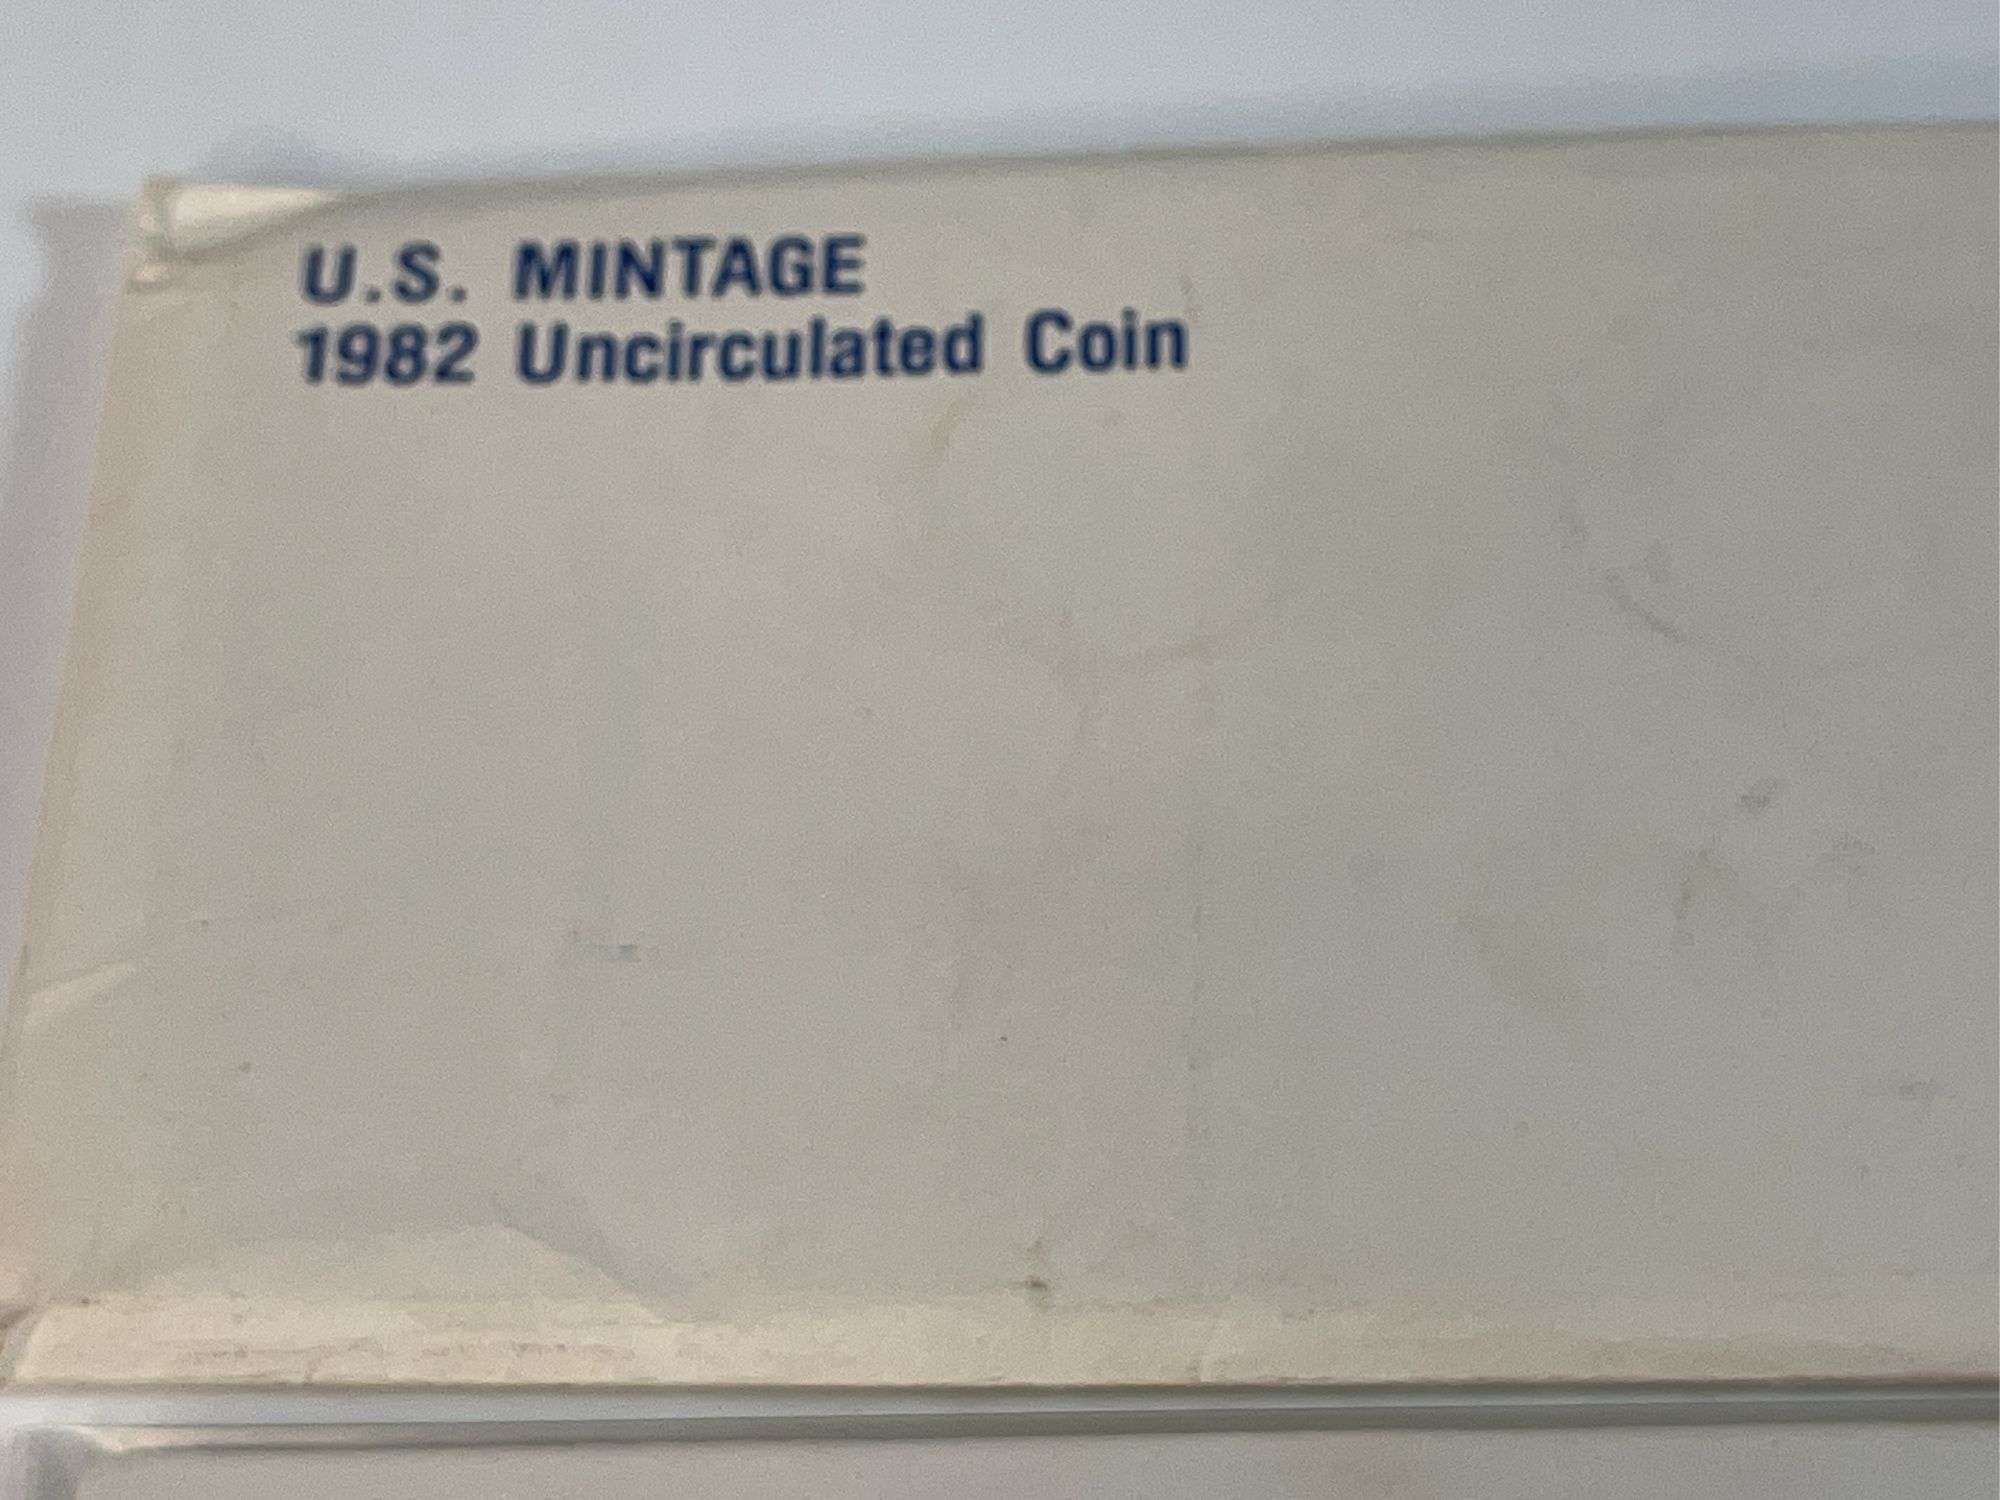 U.S. MINTAGE
1982 Uncirculated Coin